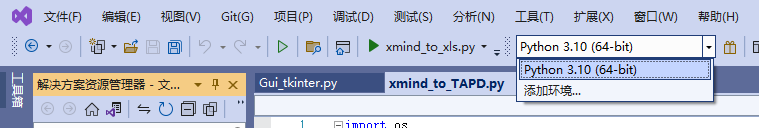 文件(F) 编辑(E) 视图(V) Git(G) 项目(P) 调试(D) 测试(S) 分析(N) 工具(T) 扩展(X) 窗口(W) 帮助(H)
xmind_to_xls.py Python 3.10 (64-bit)
Python 3.10 (64-bit)
添加环境...
工具箱
解决方案资源管理器 - 文...
Gui_tkinter.py xmind_to_TAPD.py
1 import os